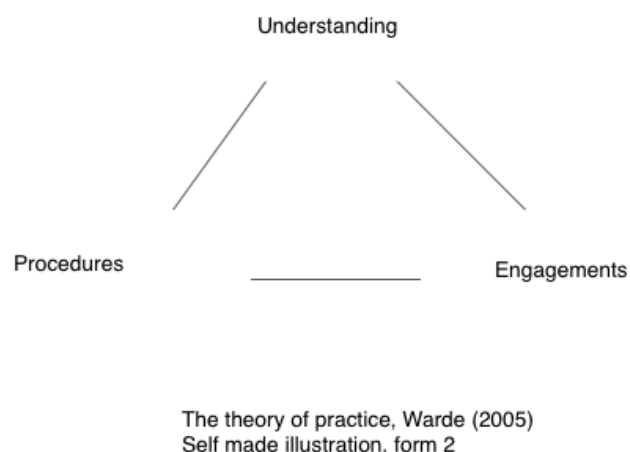 Understanding
Procedures
Engagements
The theory of practice, Warde (2005)
Self made illustration, form 2